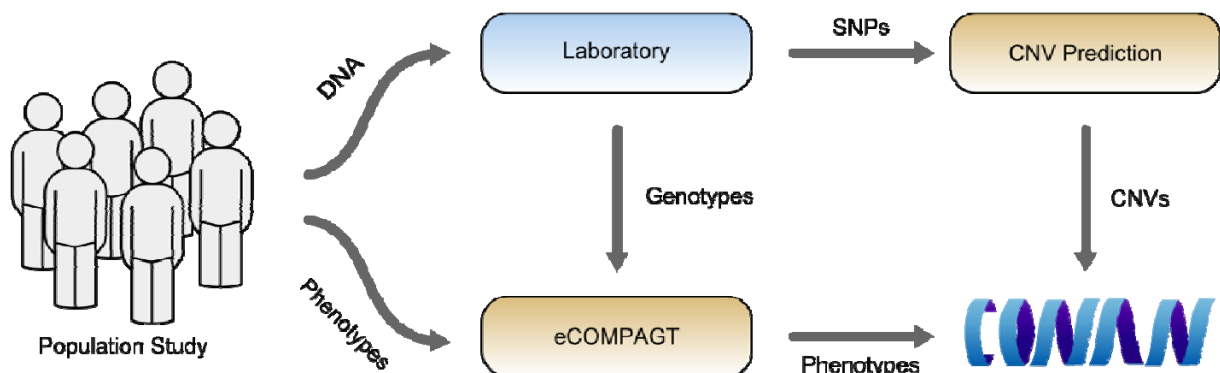 DNA
Laboratory
SNPs
CNV Prediction
Genotypes
CNVs
Phenotypes
eCOMPAGT
Phenotypes
CONAN
Population Study